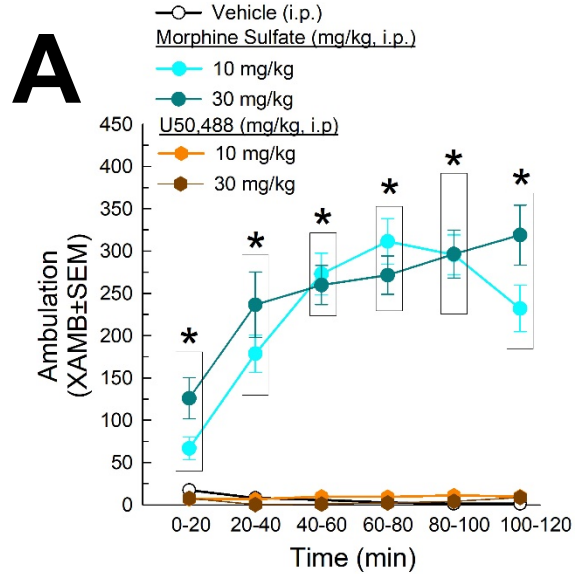 A
Vehicle (i.p.)
Morphine Sulfate (mg/kg, i.p.)
10 mg/kg
30 mg/kg
U50,488 (mg/kg, i.p)
10 mg/kg
30 mg/kg
Ambulation
(XAMB±SEM)
450
400
350
300
250
200
150
100
50
0
* * * * * *
0-20 20-40 40-60 60-80 80-100 100-120
Time (min)